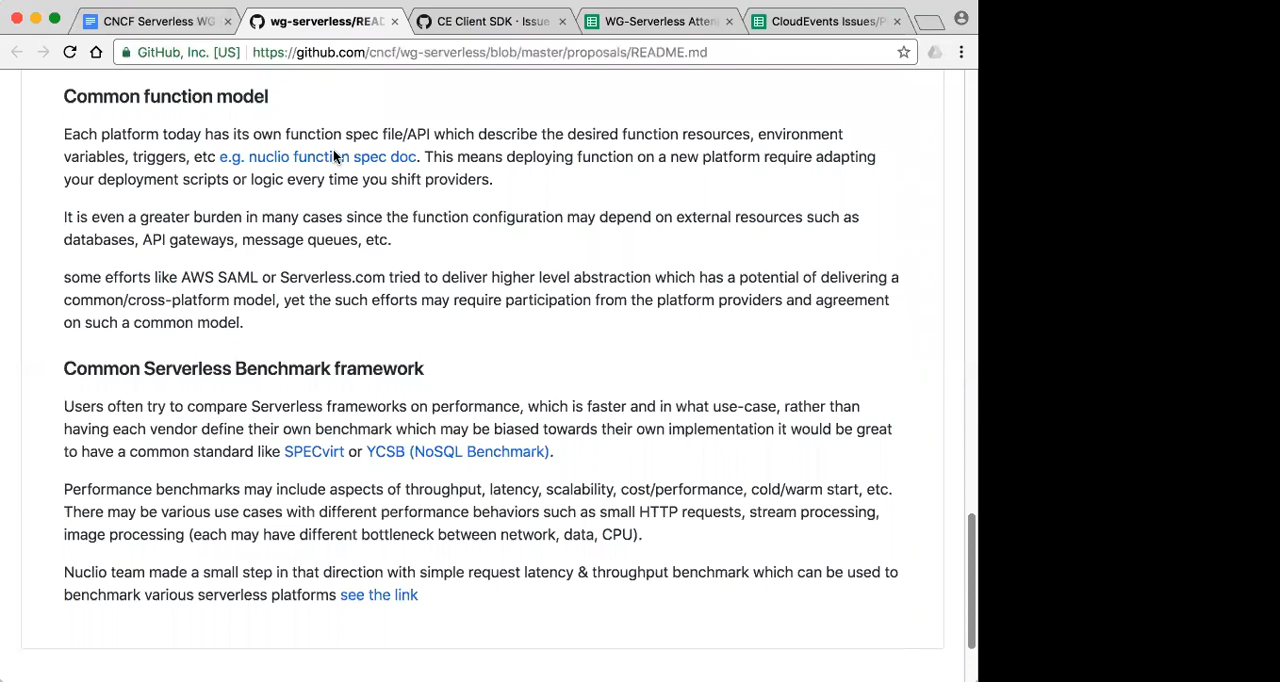 CNCF Serverless WG
wg-serverless/REA
CE Client SDK · Issue
WG-Serverless Atten
CloudEvents Issues/P
GitHub, Inc. [US]
https://github.com/cncf/wg-serverless/blob/master/proposals/README.md
Common function model
Each platform today has its own function spec file/API which describe the desired function resources, environment
variables, triggers, etc e.g. nuclio function spec doc. This means deploying function on a new platform require adapting
your deployment scripts or logic every time you shift providers.
It is even a greater burden in many cases since the function configuration may depend on external resources such as
databases, API gateways, message queues, etc.
some efforts like AWS SAML or Serverless.com tried to deliver higher level abstraction which has a potential of delivering a
common/cross-platform model, yet the such efforts may require participation from the platform providers and agreement
on such a common model.
Common Serverless Benchmark framework
Users often try to compare Serverless frameworks on performance, which is faster and in what use-case, rather than
having each vendor define their own benchmark which may be biased towards their own implementation it would be great
to have a common standard like SPECvirt or YCSB (NoSQL Benchmark).
Performance benchmarks may include aspects of throughput, latency, scalability, cost/performance, cold/warm start, etc.
There may be various use cases with different performance behaviors such as small HTTP requests, stream processing,
image processing (each may have different bottleneck between network, data, CPU).
Nuclio team made a small step in that direction with simple request latency & throughput benchmark which can be used to
benchmark various serverless platforms see the link